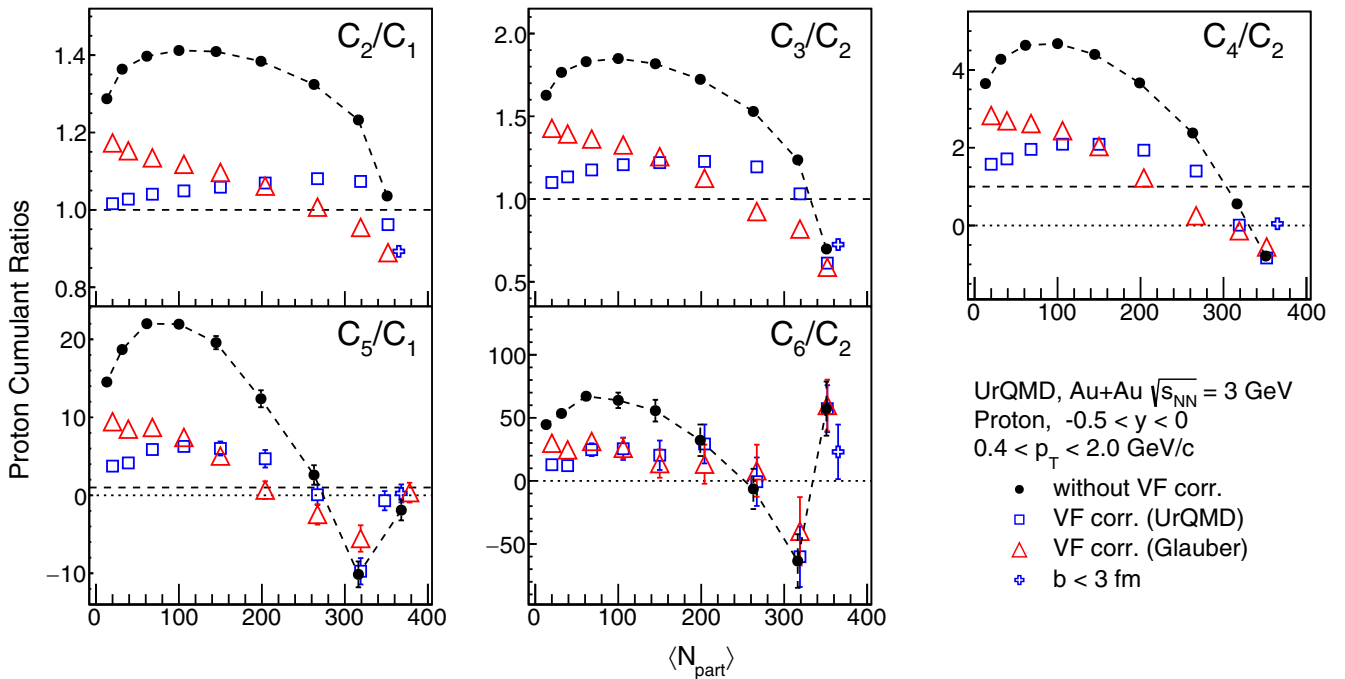 C2/C1
C3/C2
C4/C2
1.4
1.2
1.0
0.8
2.0
1.5
1.0
0.5
4
2
0
0 100 200 300 400
Proton Cumulant Ratios
C5/C1
C6/C2
20
10
0
−10
100
50
0
−50
0 100 200 300 400
0 100 200 300 400
⟨Npart⟩
UrQMD, Au+Au √sNN = 3 GeV
Proton, -0.5 < y < 0
0.4 < pT < 2.0 GeV/c
without VF corr.
VF corr. (UrQMD)
VF corr. (Glauber)
b < 3 fm